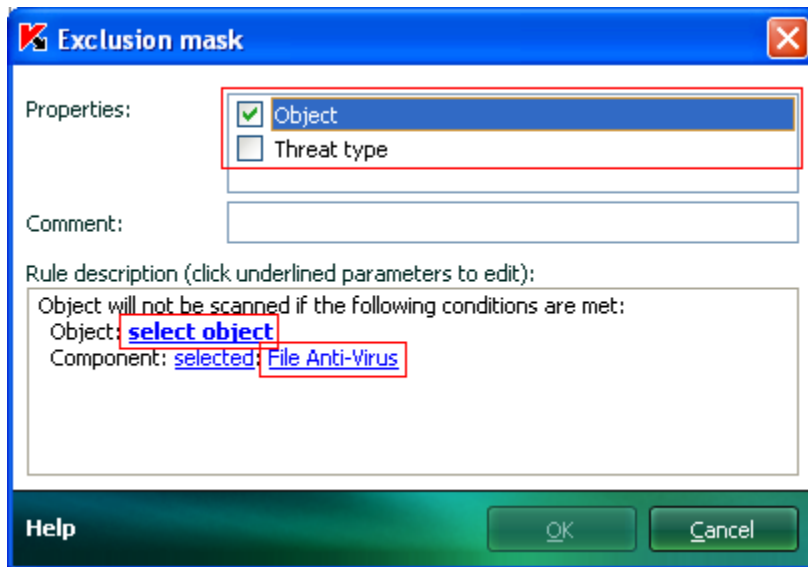 Exclusion mask
Properties:
Object
Threat type
Comment:
Rule description (click underlined parameters to edit):
Object will not be scanned if the following conditions are met:
Object: select object
Component: selected: File Anti-Virus
Help
OK
Cancel